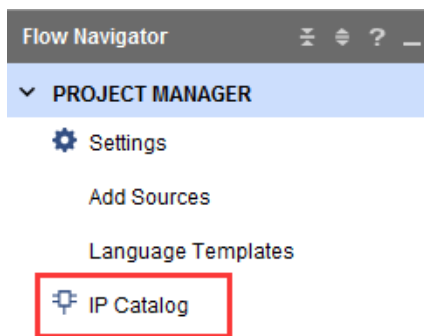 Flow Navigator ?
PROJECT MANAGER
Settings
Add Sources
Language Templates
IP Catalog